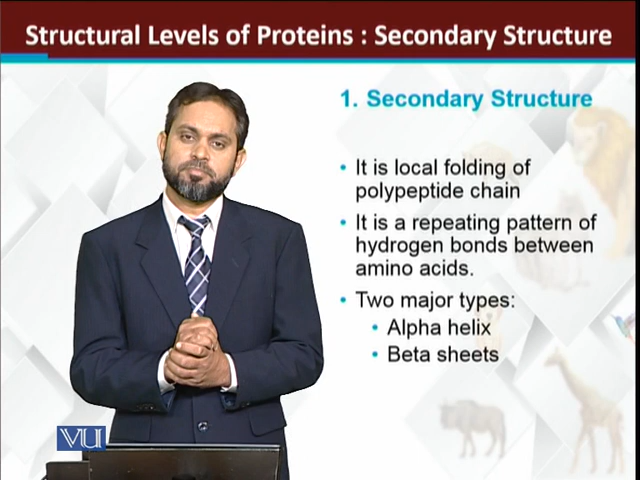 Structural Levels of Proteins : Secondary Structure
1. Secondary Structure
• It is local folding of
polypeptide chain
• It is a repeating pattern of
hydrogen bonds between
amino acids.
• Two major types:
• Alpha helix
• Beta sheets
VU